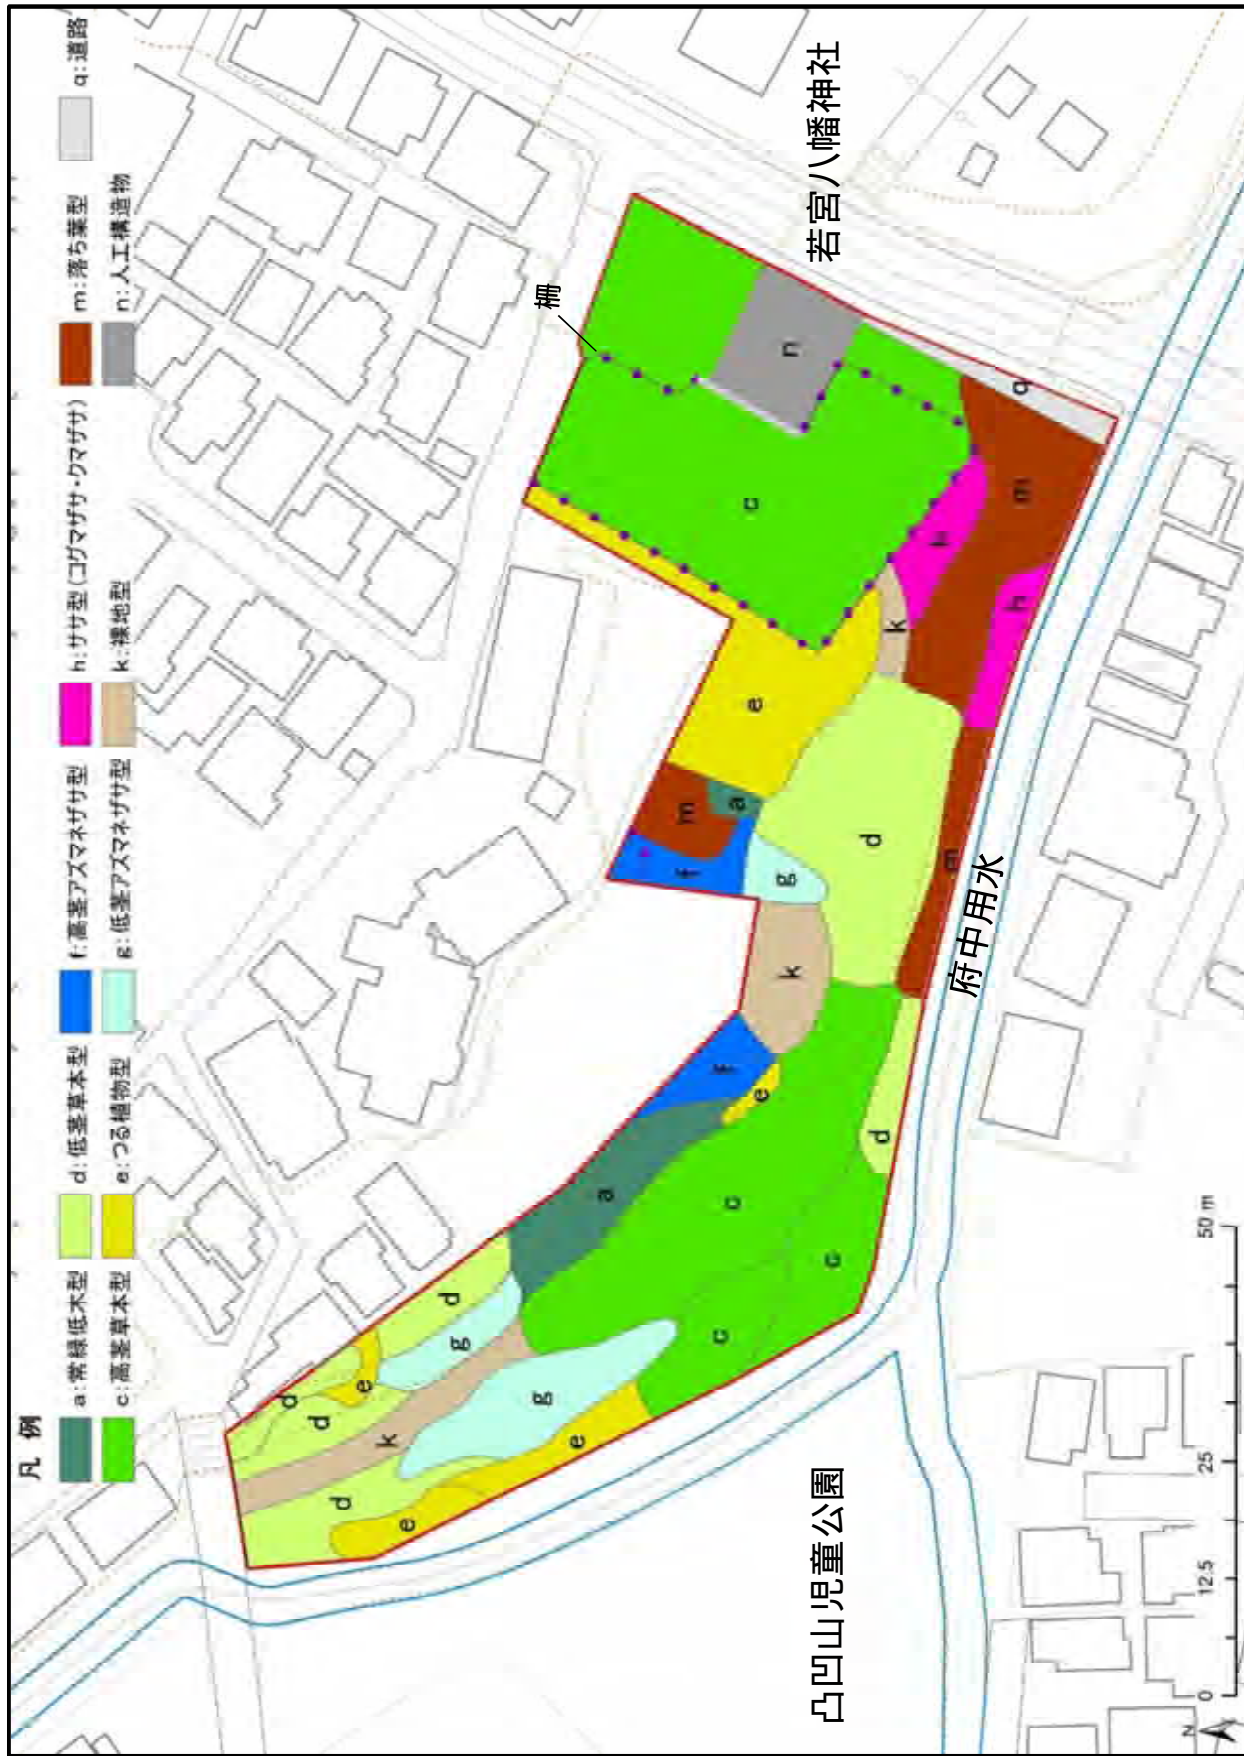 凡 例
a:常緑低木型
d:低茎草本型
f:高茎アズマネザサ型
h:ササ型(コグマザサ・クマザサ)
m:落ち葉型
q:道路
c:高茎草本型
e:つる植物型
g:低茎アズマネザサ型
k:裸地型
n:人工構造物
柵
若宮八幡神社
府中用水
凸凹山児童公園
d
d
d
d
e
e
e
k
g
g
a
c
c
c
d
f
e
k
f
m
a
g
d
e
m
k
h
h
m
c
n
q
N
0
12.5
25
50 m